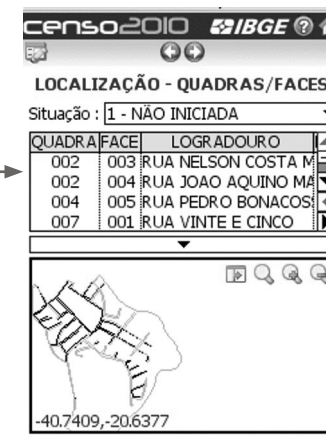 censo2010 IBGE ?
LOCALIZAÇÃO - QUADRAS/FACES
Situação : 1 - NÃO INICIADA
QUADRA FACE LOGRADOURO
002 003 RUA NELSON COSTA M
002 004 RUA JOAO AQUINO MA
004 005 RUA PEDRO BONACOS
007 001 RUA VINTE E CINCO
-40.7409,-20.6377